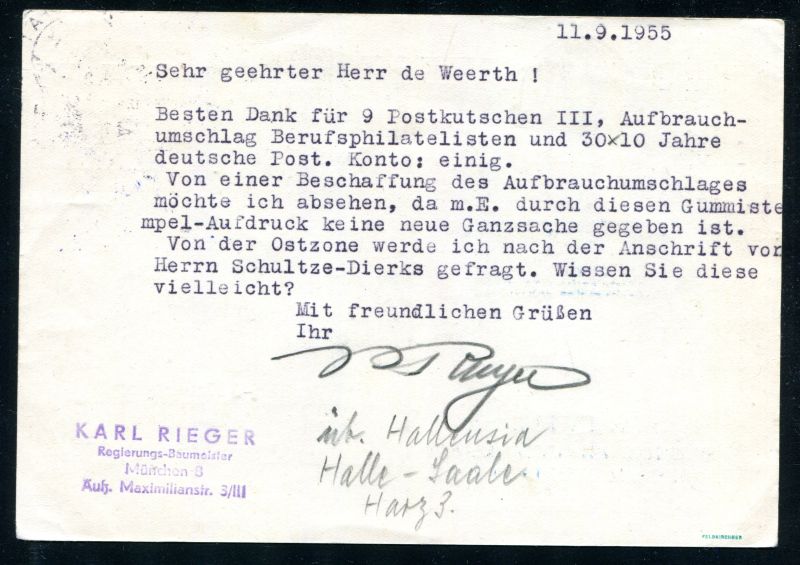 11.9.1955
Sehr geehrter Herr de Weerth !
Besten Dank für 9 Postkutschen III, Aufbrauch-
umschlag Berufsphilatelisten und 30x10 Jahre
deutsche Post. Konto: einig.
Von einer Beschaffung des Aufbrauchumschlages
möchte ich absehen, da m.E. durch diesen Gummiste
mpel-Aufdruck keine neue Ganzsache gegeben ist.
Von der Ostzone werde ich nach der Anschrift von
Herrn Schultze-Dierks gefragt. Wissen Sie diese
vielleicht?
Mit freundlichen Grüßen
Ihr
Rieger
üb. Hallensia
Halle - Saale
Harz 3.
KARL RIEGER
Regierungs-Baumeister
München-8
Äuß. Maximilianstr. 3/III
FELDKIRCHNER